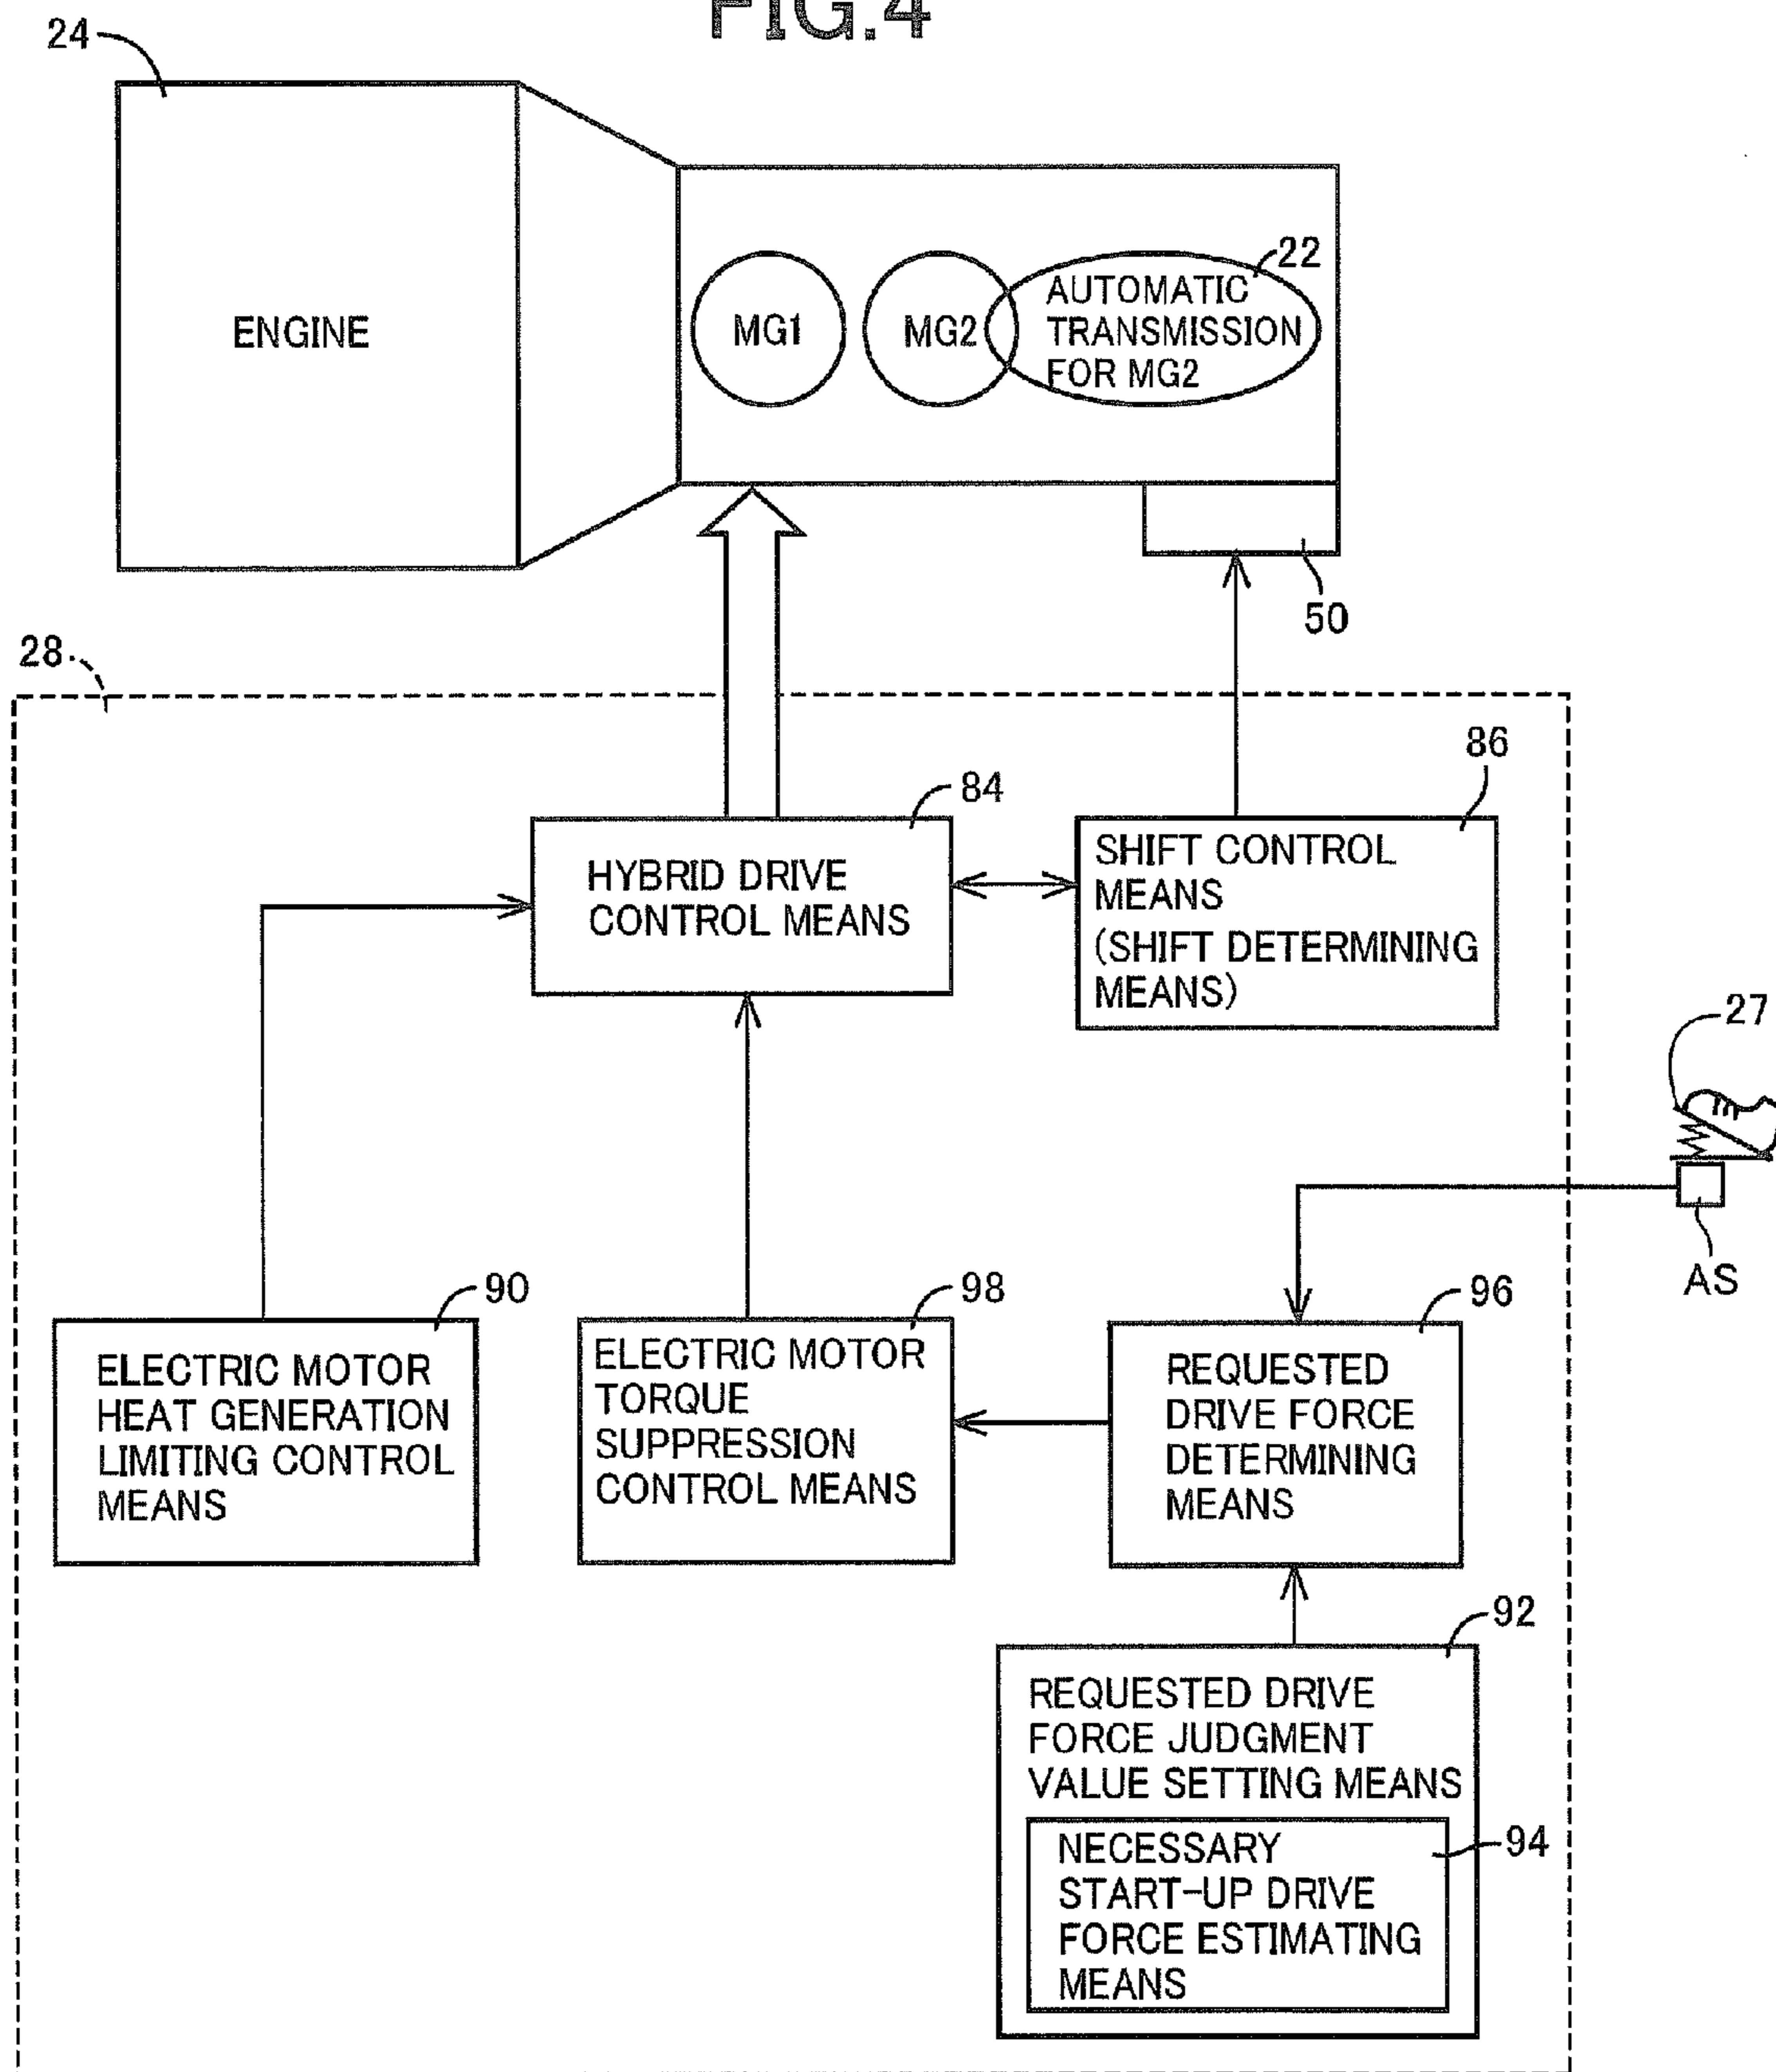 FIG.4
24
ENGINE
MG1
MG2
22
AUTOMATIC
TRANSMISSION
FOR MG2
50
28
84
HYBRID DRIVE
CONTROL MEANS
86
SHIFT CONTROL
MEANS
(SHIFT DETERMINING
MEANS)
27
AS
90
ELECTRIC MOTOR
HEAT GENERATION
LIMITING CONTROL
MEANS
98
ELECTRIC MOTOR
TORQUE
SUPPRESSION
CONTROL MEANS
96
REQUESTED
DRIVE FORCE
DETERMINING
MEANS
92
REQUESTED DRIVE
FORCE JUDGMENT
VALUE SETTING MEANS
94
NECESSARY
START-UP DRIVE
FORCE ESTIMATING
MEANS